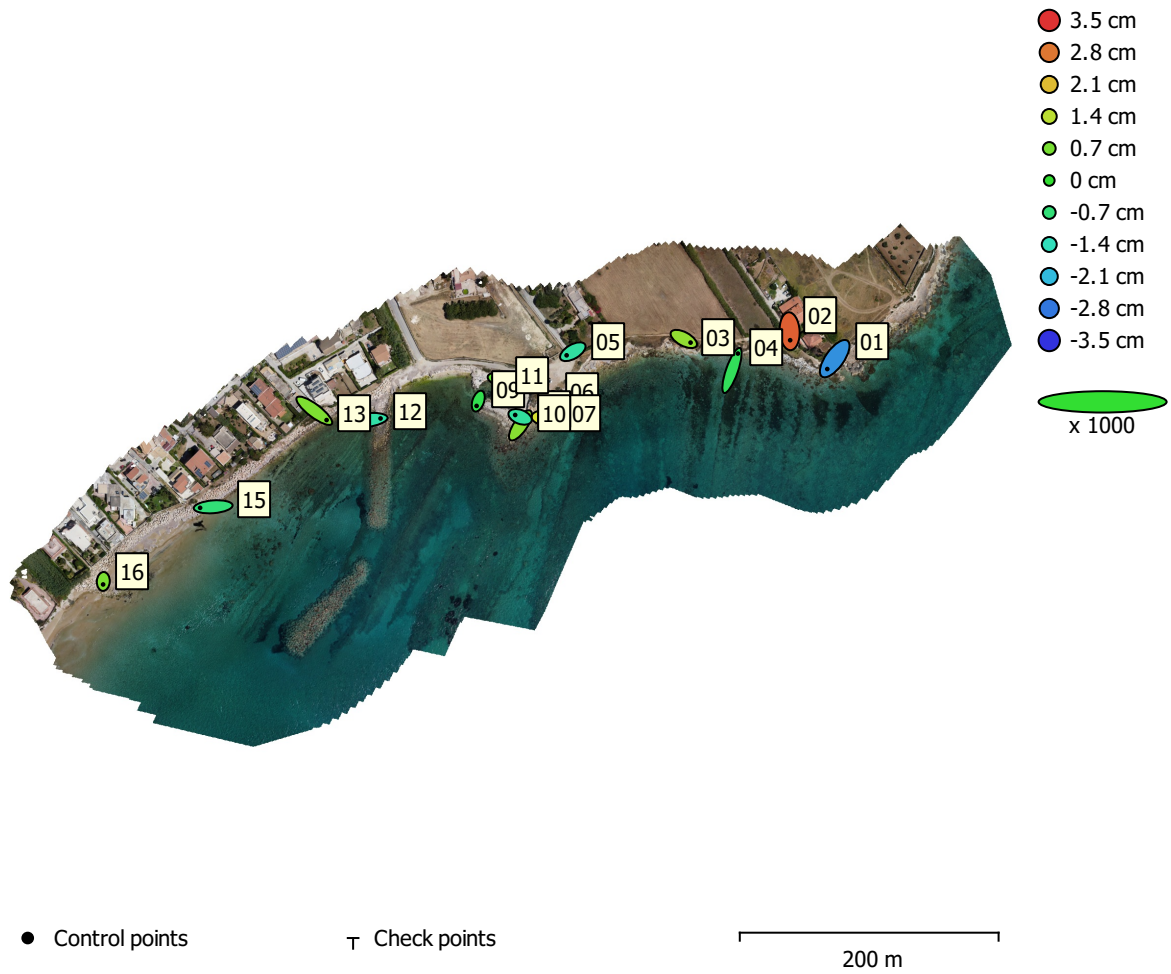 3.5 cm
2.8 cm
2.1 cm
1.4 cm
0.7 cm
0 cm
-0.7 cm
-1.4 cm
-2.1 cm
-2.8 cm
-3.5 cm
x 1000
02
03
04
01
05
11
09
06
13
12
10
07
15
16
Control points
Check points
200 m